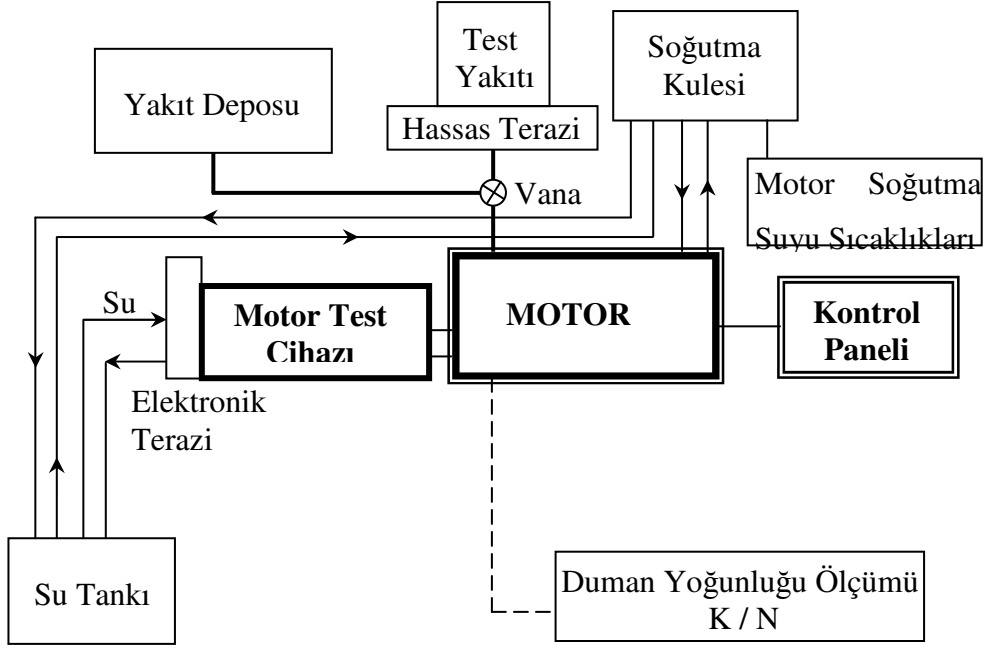 Test
Yakıtı
Soğutma
Kulesi
Yakıt Deposu
Hassas Terazi
Vana
Motor Soğutma
Suyu Sıcaklıkları
Su
Motor Test
Cihazı
MOTOR
Kontrol
Paneli
Elektronik
Terazi
Su Tankı
Duman Yoğunluğu Ölçümü
K / N